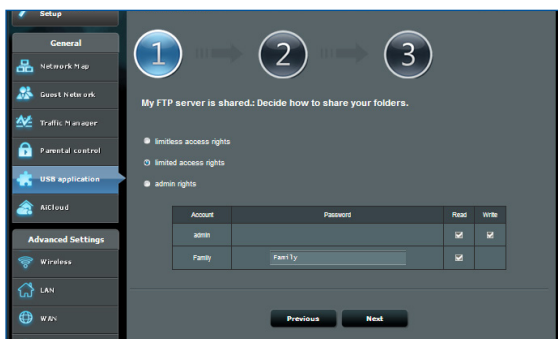 Setup
General
Network Map
Guest Network
Traffic Manager
Parental control
USB application
AiCloud
Advanced Settings
Wireless
LAN
WAN
1 2 3
My FTP server is shared.: Decide how to share your folders.
limitless access rights
limited access rights
admin rights
Account Password Read Write
admin
Family Family
Previous Next